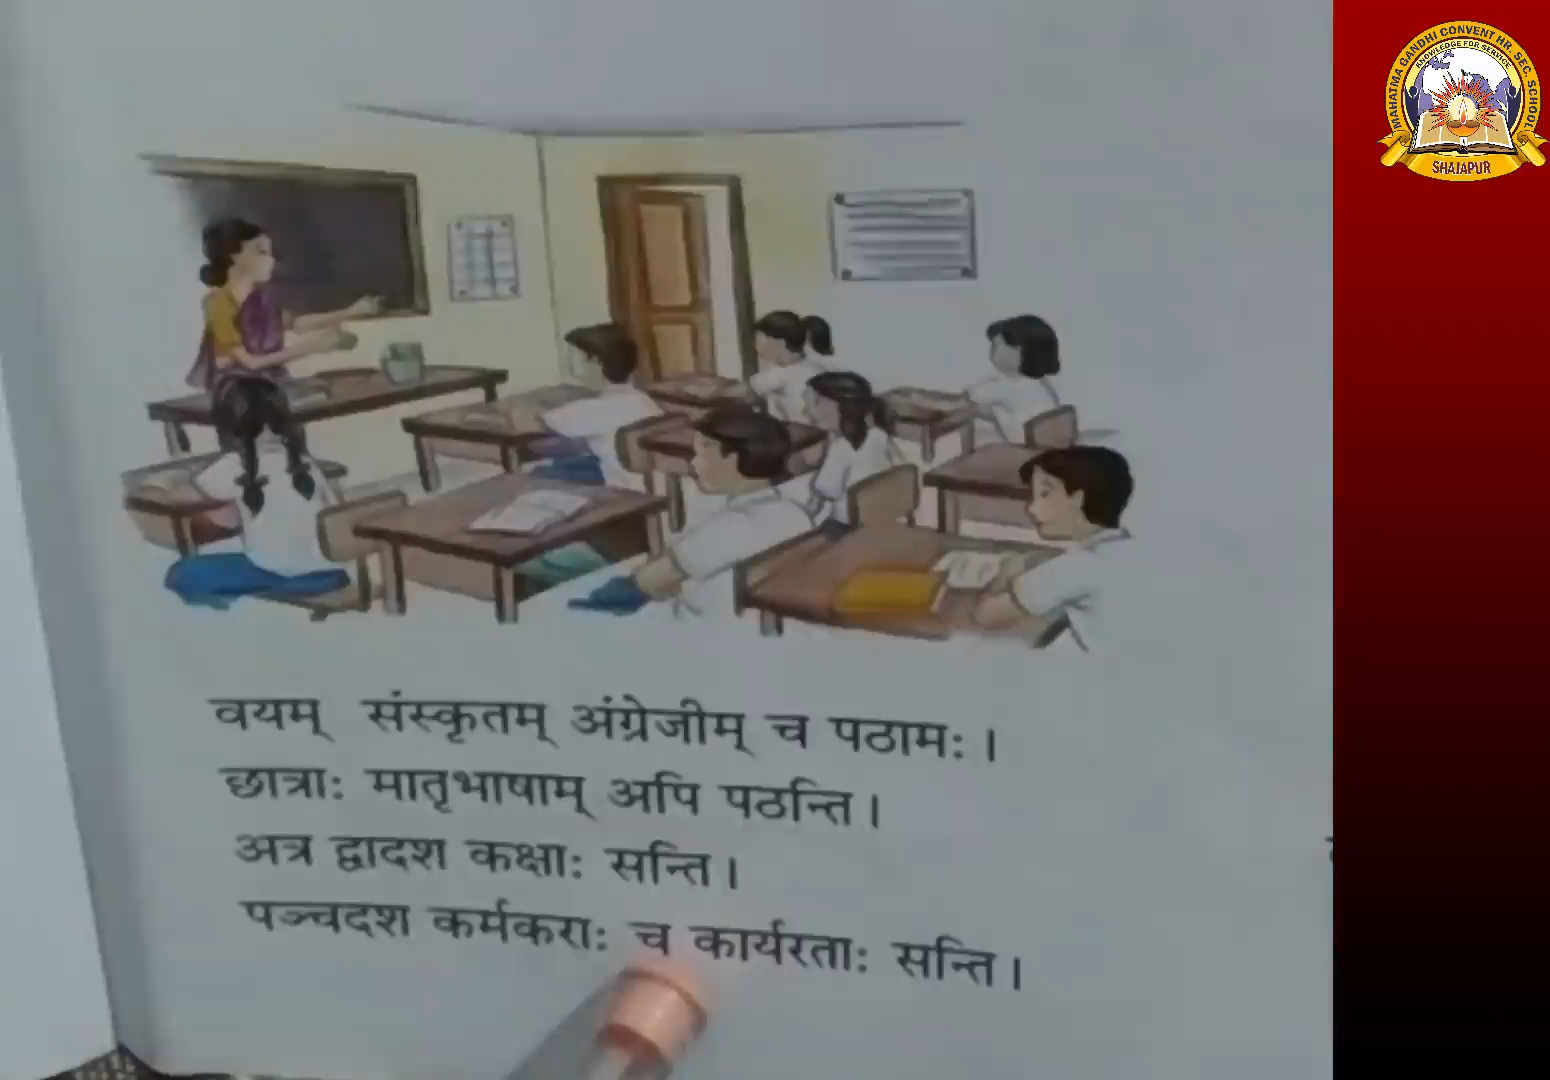 वयम् संस्कृतम् अंग्रेजीम् च पठामः।
छात्राः मातृभाषाम् अपि पठन्ति।
अत्र द्वादश कक्षाः सन्ति।
पञ्चदश कर्मकराः च कार्यरताः सन्ति।
MAHATMA GANDHI CONVENT HR. SEC. SCHOOL
KNOWLEDGE FOR SERVICE
SHAJAPUR